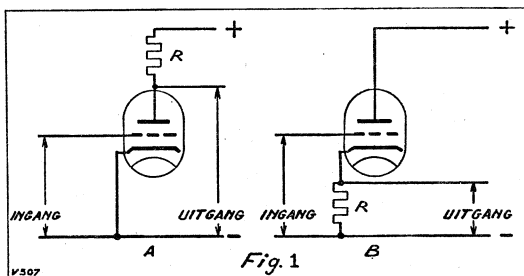 + +
R
INGANG UITGANG INGANG R UITGANG
A - B -
Fig. 1
V507